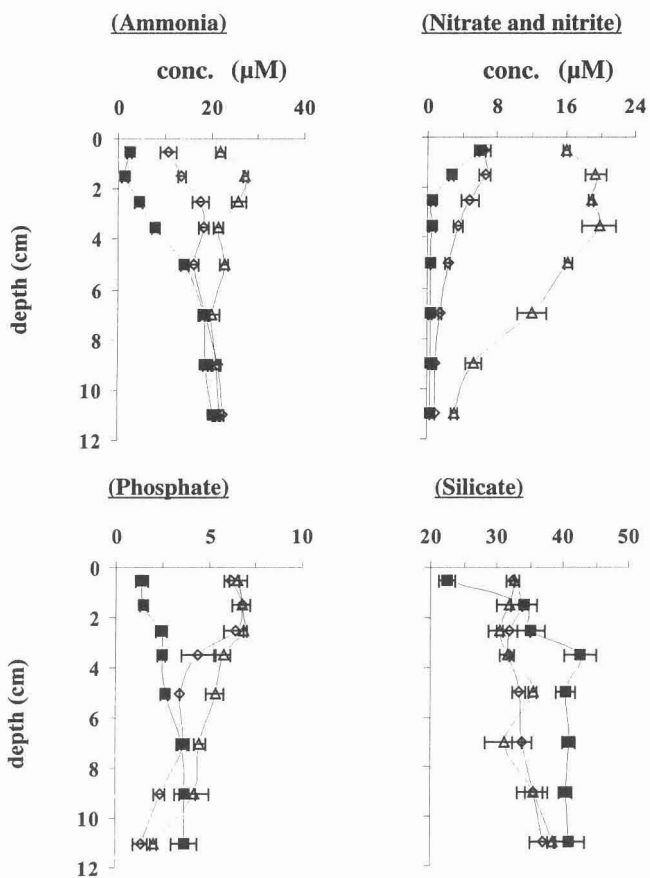 (Ammonia) (Nitrate and nitrite)
conc. (µM) conc. (µM)
0 20 40 0 8 16 24
0
2
4
6
8
10
12
depth (cm)
(Phosphate) (Silicate)
0 5 10 20 30 40 50
0
2
4
6
8
10
12
depth (cm)